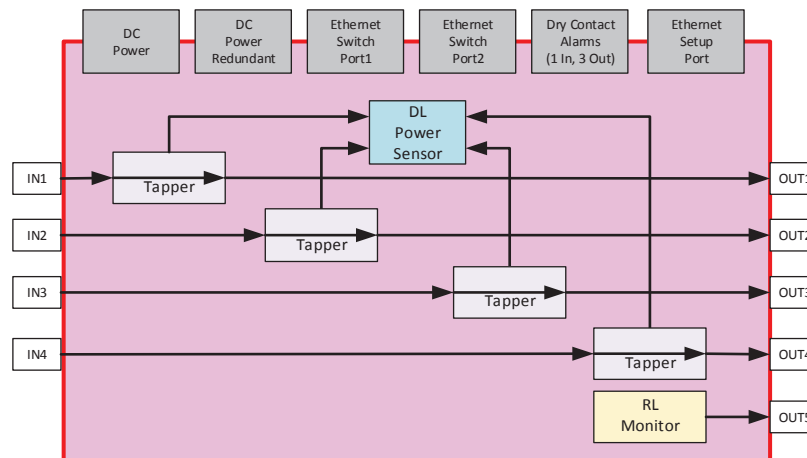 DC
Power
DC
Power
Redundant
Ethernet
Switch
Port1
Ethernet
Switch
Port2
Dry Contact
Alarms
(1 In, 3 Out)
Ethernet
Setup
Port
DL
Power
Sensor
IN1
Tapper
OUT1
IN2
Tapper
OUT2
IN3
Tapper
OUT3
IN4
Tapper
OUT4
RL
Monitor
OUT5